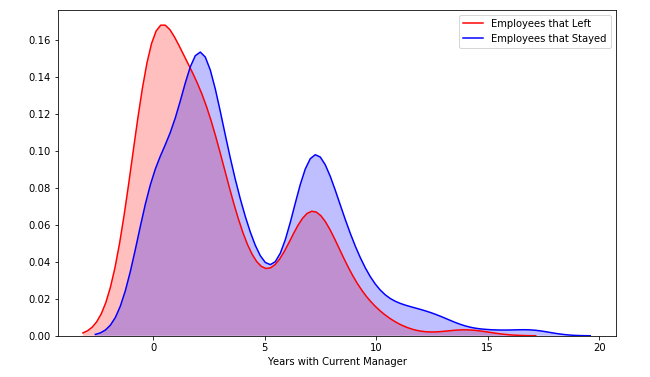 Employees that Left
Employees that Stayed
0.16
0.14
0.12
0.10
0.08
0.06
0.04
0.02
0.00
0 5 10 15 20
Years with Current Manager